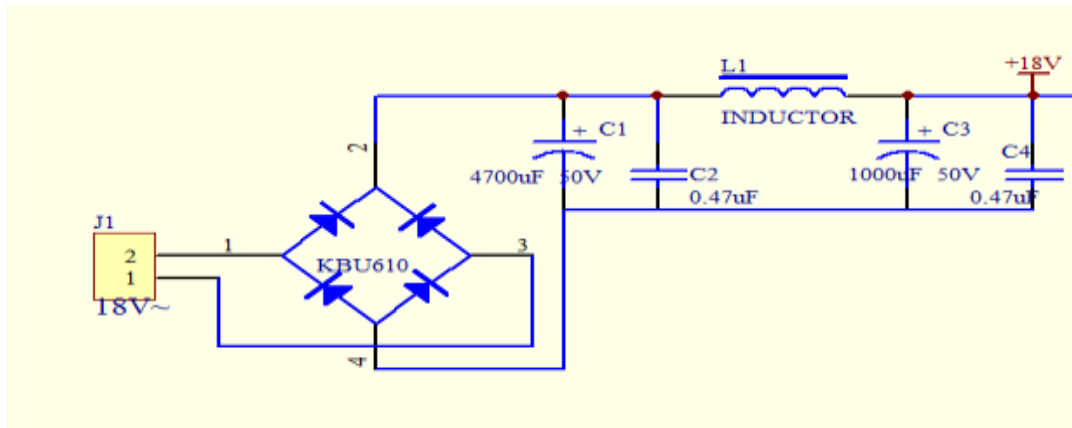 L1
+18V
INDUCTOR
+ C1
4700uF 50V
C2
0.47uF
+ C3
1000uF 50V
C4
0.47uF
2
J1
2
1
18V~
1
KBU610
3
4